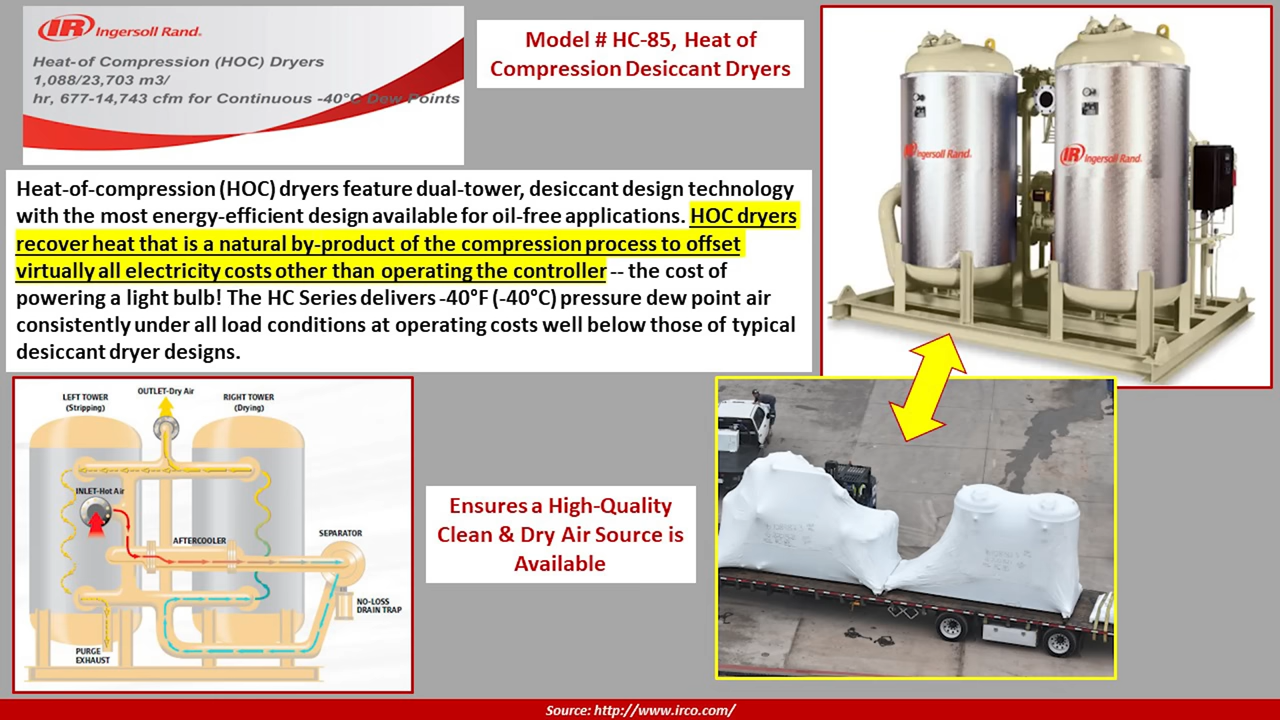 IR Ingersoll Rand.
Heat-of Compression (HOC) Dryers
1,088/23,703 m3/
hr, 677-14,743 cfm for Continuous -40°C Dew Points
Model # HC-85, Heat of
Compression Desiccant Dryers
IR Ingersoll Rand.
IR Ingersoll Rand.
Heat-of-compression (HOC) dryers feature dual-tower, desiccant design technology
with the most energy-efficient design available for oil-free applications. HOC dryers
recover heat that is a natural by-product of the compression process to offset
virtually all electricity costs other than operating the controller -- the cost of
powering a light bulb! The HC Series delivers -40°F (-40°C) pressure dew point air
consistently under all load conditions at operating costs well below those of typical
desiccant dryer designs.
LEFT TOWER
(Stripping)
OUTLET-Dry Air
RIGHT TOWER
(Drying)
INLET-Hot Air
AFTERCOOLER
SEPARATOR
NO-LOSS
DRAIN TRAP
PURGE
EXHAUST
Ensures a High-Quality
Clean & Dry Air Source is
Available
Source: http://www.irco.com/